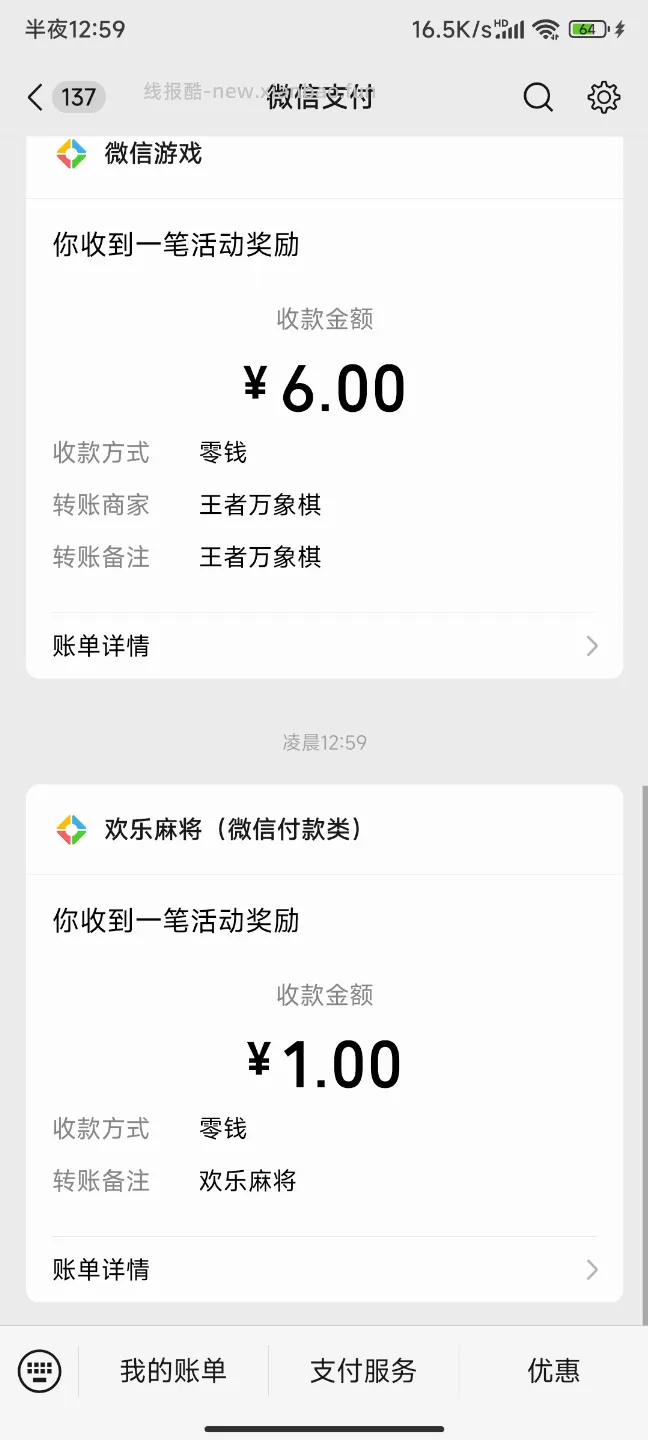 半夜12:59
16.5K/s HD 64
137
线报酷-new.x
微信支付
微信游戏
你收到一笔活动奖励
收款金额
¥6.00
收款方式 零钱
转账商家 王者万象棋
转账备注 王者万象棋
账单详情
凌晨12:59
欢乐麻将（微信付款类）
你收到一笔活动奖励
收款金额
¥1.00
收款方式 零钱
转账备注 欢乐麻将
账单详情
我的账单 支付服务 优惠